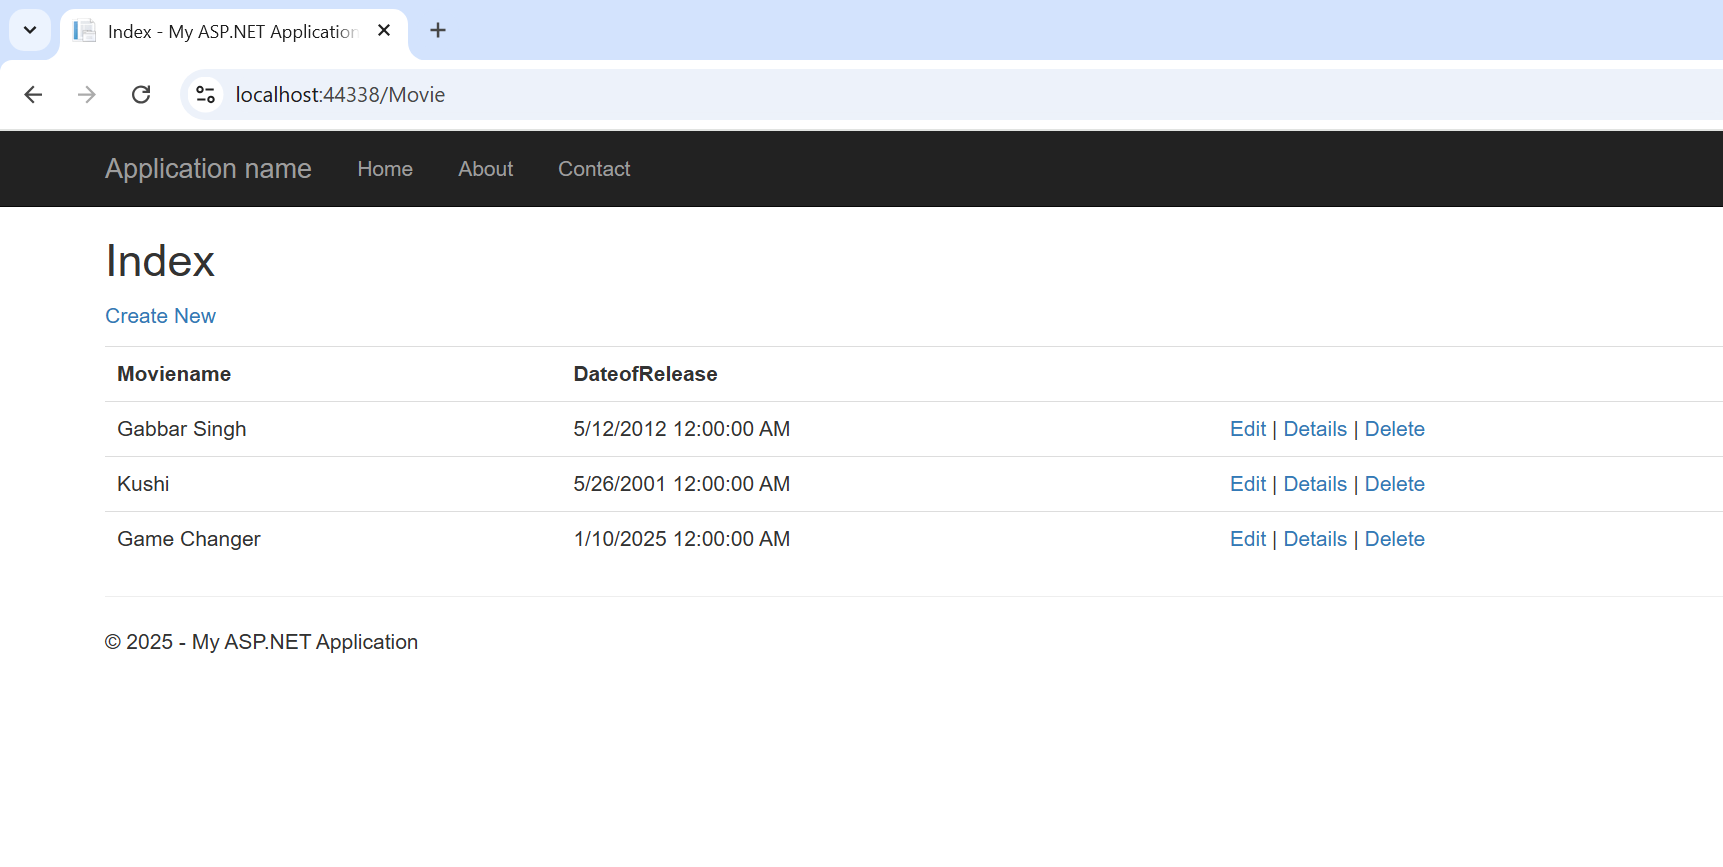 Index - My ASP.NET Application
localhost:44338/Movie
Application name Home About Contact
Index
Create New
Moviename DateofRelease
Gabbar Singh 5/12/2012 12:00:00 AM Edit | Details | Delete
Kushi 5/26/2001 12:00:00 AM Edit | Details | Delete
Game Changer 1/10/2025 12:00:00 AM Edit | Details | Delete
© 2025 - My ASP.NET Application